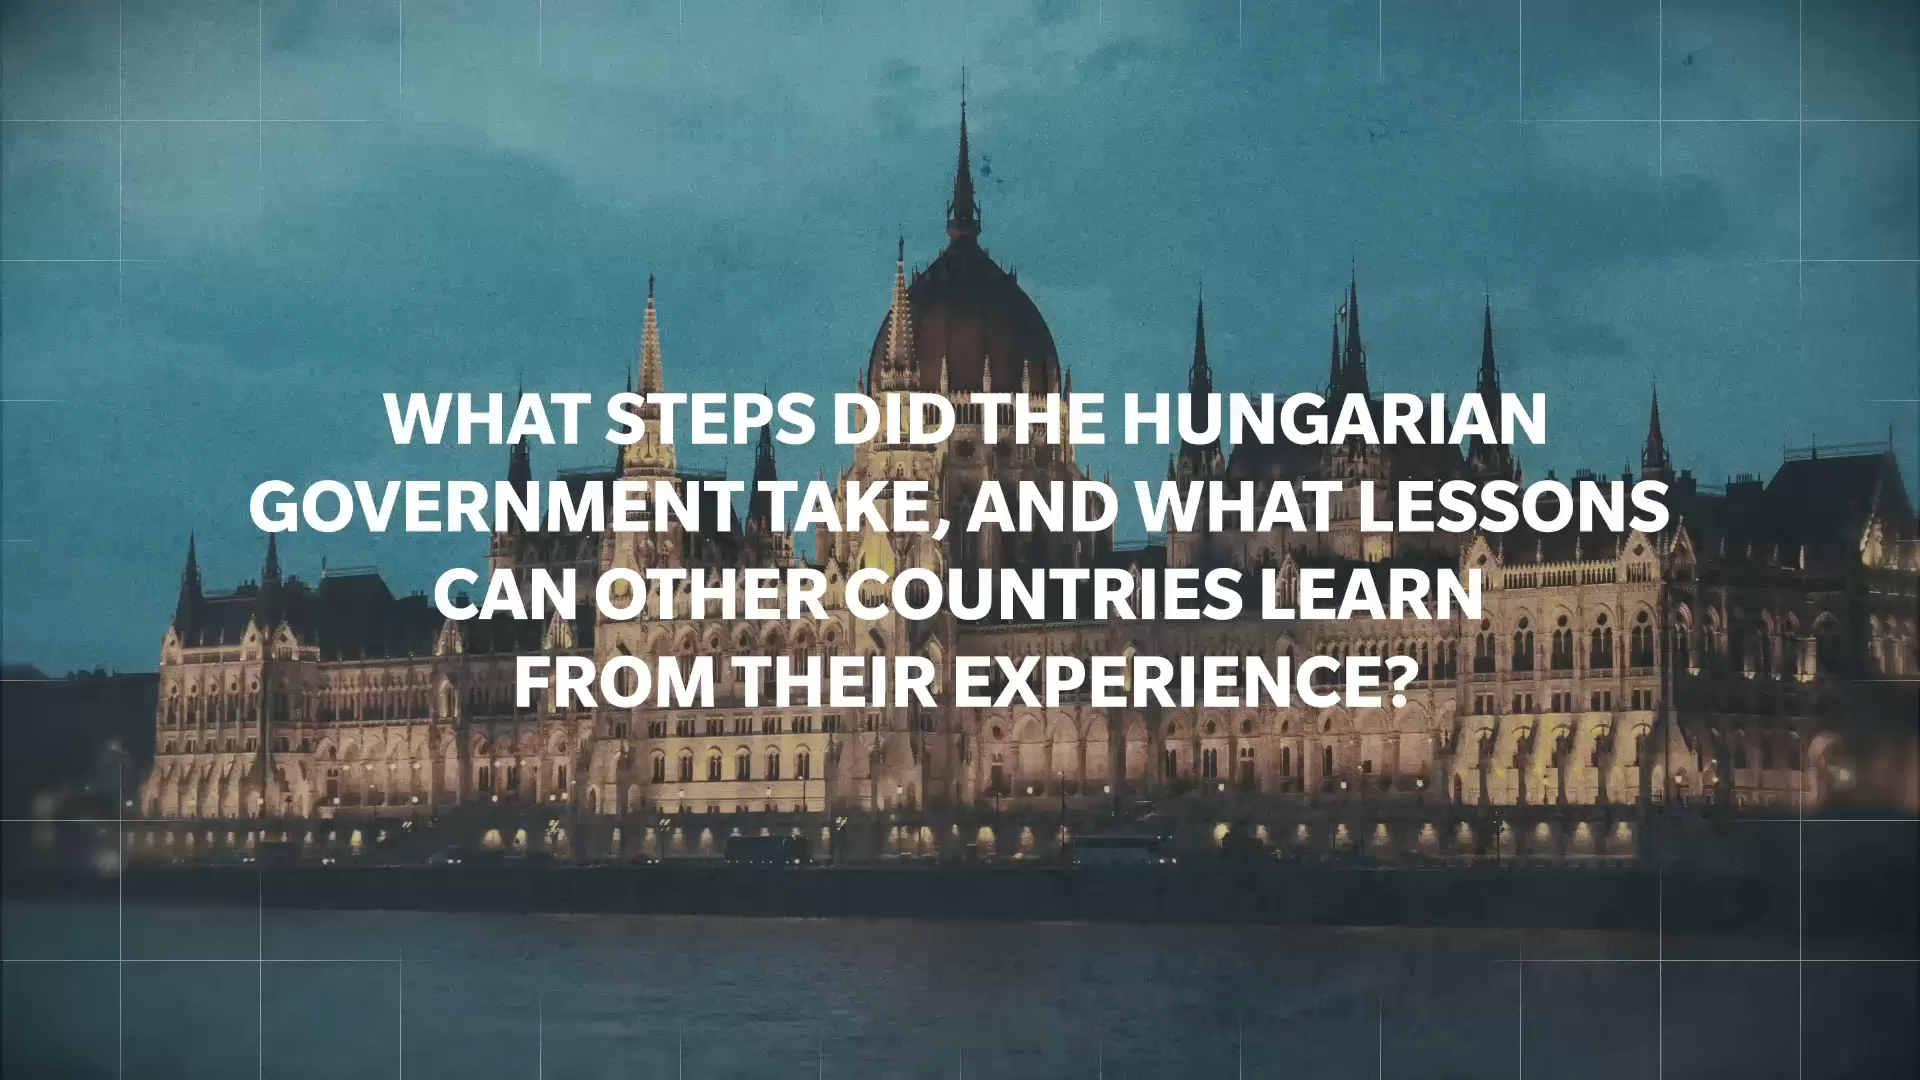 WHAT STEPS DID THE HUNGARIAN
GOVERNMENT TAKE, AND WHAT LESSONS
CAN OTHER COUNTRIES LEARN
FROM THEIR EXPERIENCE?